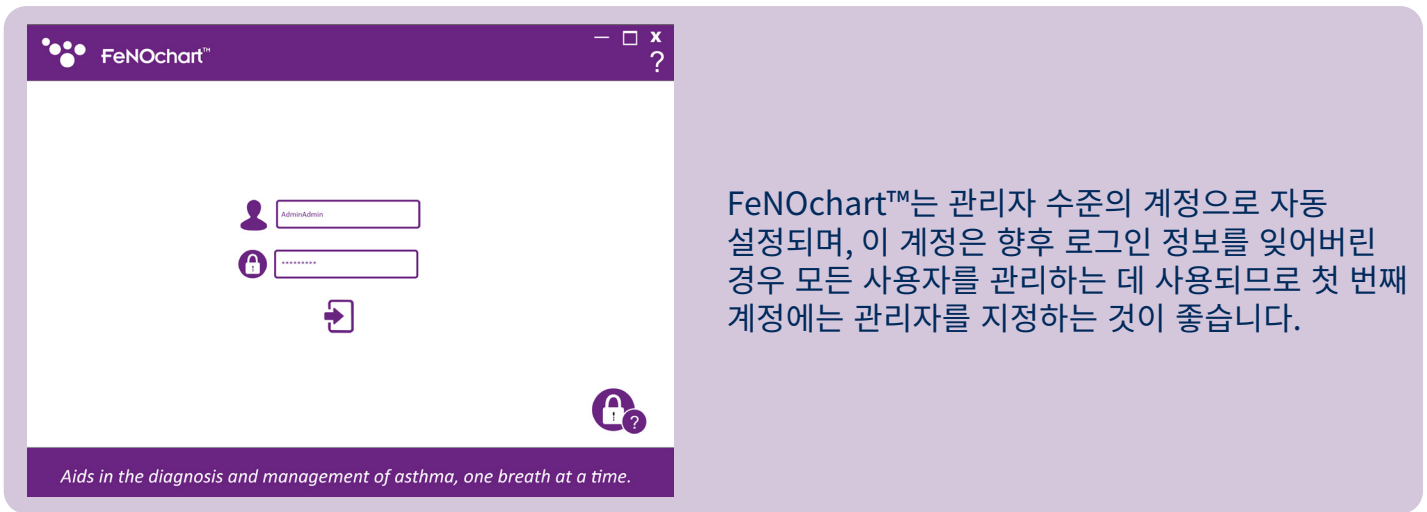 FeNOchart™
AdminAdmin
*********
FeNOchart™는 관리자 수준의 계정으로 자동
설정되며, 이 계정은 향후 로그인 정보를 잊어버린
경우 모든 사용자를 관리하는 데 사용되므로 첫 번째
계정에는 관리자를 지정하는 것이 좋습니다.
Aids in the diagnosis and management of asthma, one breath at a time.